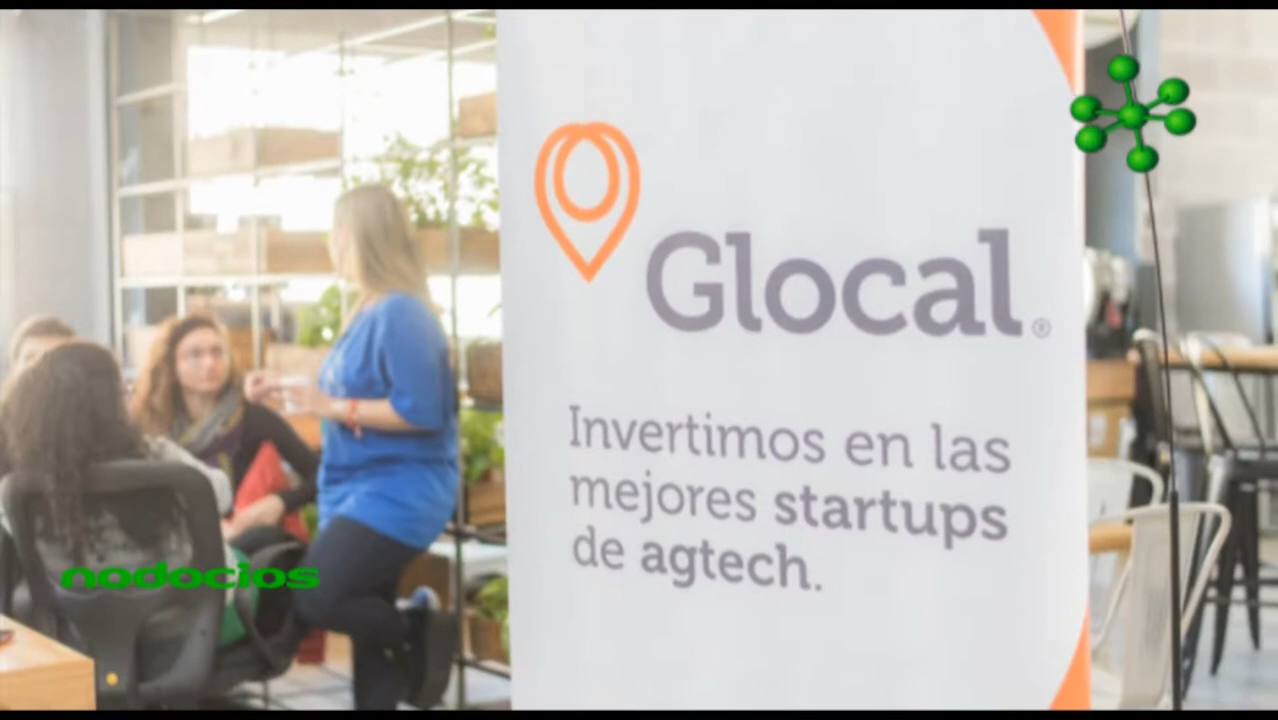 Glocal®
Invertimos en las
mejores startups
de agtech.
nodocios